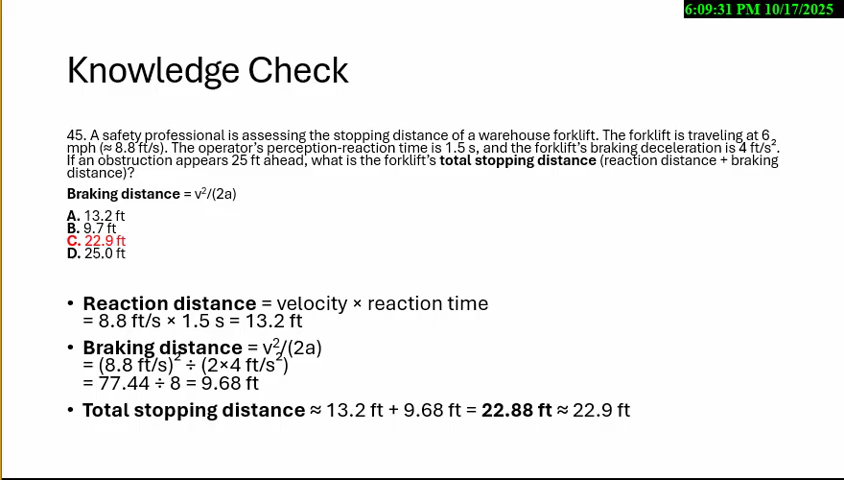 6:09:31 PM 10/17/2025
Knowledge Check
45. A safety professional is assessing the stopping distance of a warehouse forklift. The forklift is traveling at 6
mph (≈ 8.8 ft/s). The operator's perception-reaction time is 1.5 s, and the forklift's braking deceleration is 4 ft/s².
If an obstruction appears 25 ft ahead, what is the forklift's total stopping distance (reaction distance + braking
distance)?
Braking distance = v²/(2a)
A. 13.2 ft
B. 9.7 ft
C. 22.9 ft
D. 25.0 ft
• Reaction distance = velocity × reaction time
= 8.8 ft/s × 1.5 s = 13.2 ft
• Braking distance = v²/(2a)
= (8.8 ft/s)² ÷ (2×4 ft/s²)
= 77.44 ÷ 8 = 9.68 ft
• Total stopping distance ≈ 13.2 ft + 9.68 ft = 22.88 ft ≈ 22.9 ft